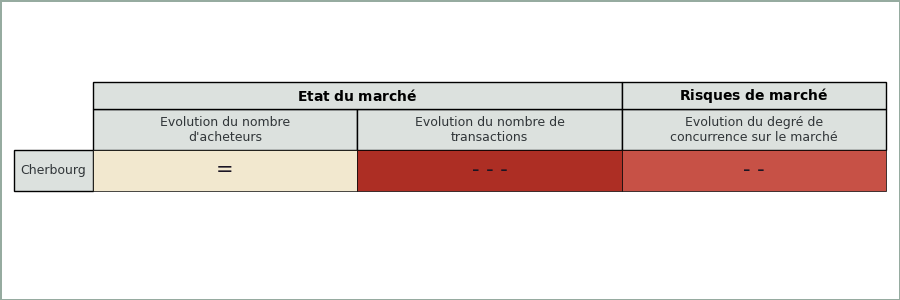 Etat du marché
Risques de marché
Evolution du nombre
d'acheteurs
Evolution du nombre de
transactions
Evolution du degré de
concurrence sur le marché
Cherbourg
=
- - -
- -